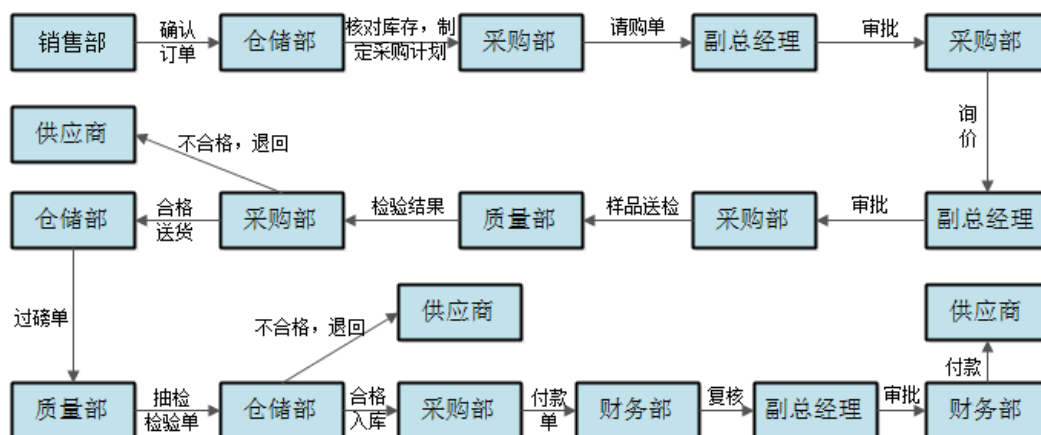 销售部
确认
订单
仓储部
核对库存，制
定采购计划
采购部
请购单
副总经理
审批
采购部
询
价
供应商
不合格，退回
仓储部
合格
送货
采购部
检验结果
质量部
样品送检
采购部
审批
副总经理
过磅单
不合格，退回
供应商
供应商
付款
质量部
抽检
检验单
仓储部
合格
入库
采购部
付款
单
财务部
复核
副总经理
审批
财务部